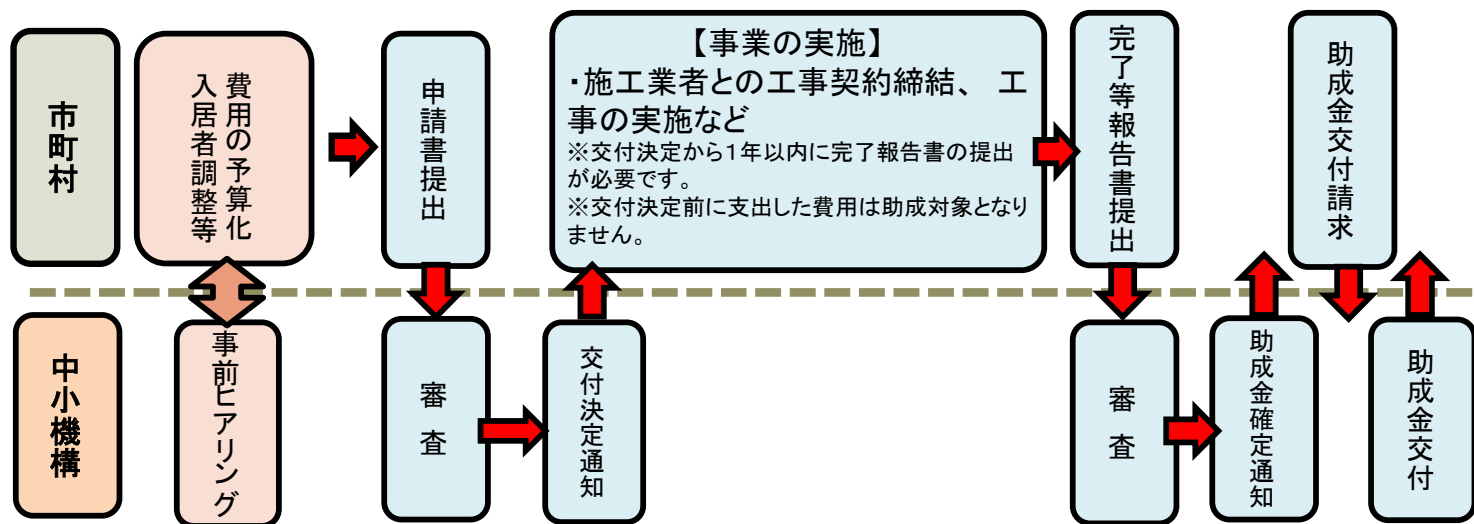 市町村
費用の予算化
入居者調整等
申請書提出
【事業の実施】
・施工業者との工事契約締結、 工
事の実施など
※交付決定から1年以内に完了報告書の提出
が必要です。
※交付決定前に支出した費用は助成対象となり
ません。
完了等報告書提出
助成金交付請求
中小機構
事前ヒアリング
審査
交付決定通知
審査
助成金確定通知
助成金交付